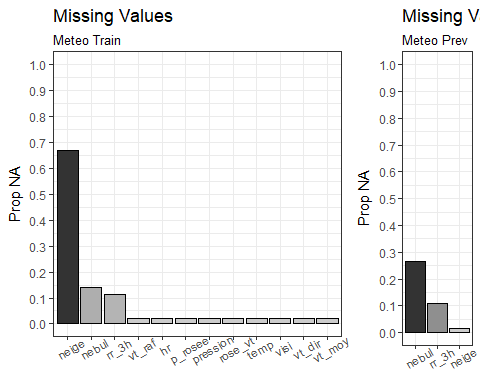 Missing Values
Meteo Train
Prop NA
1.0
0.9
0.8
0.7
0.6
0.5
0.4
0.3
0.2
0.1
0.0
neige nebul rr_3h vt_raf hr p_rosee pression rose_vt temp visi vt_dir vt_moy
Missing V
Meteo Prev
Prop NA
1.0
0.9
0.8
0.7
0.6
0.5
0.4
0.3
0.2
0.1
0.0
nebul rr_3h neige